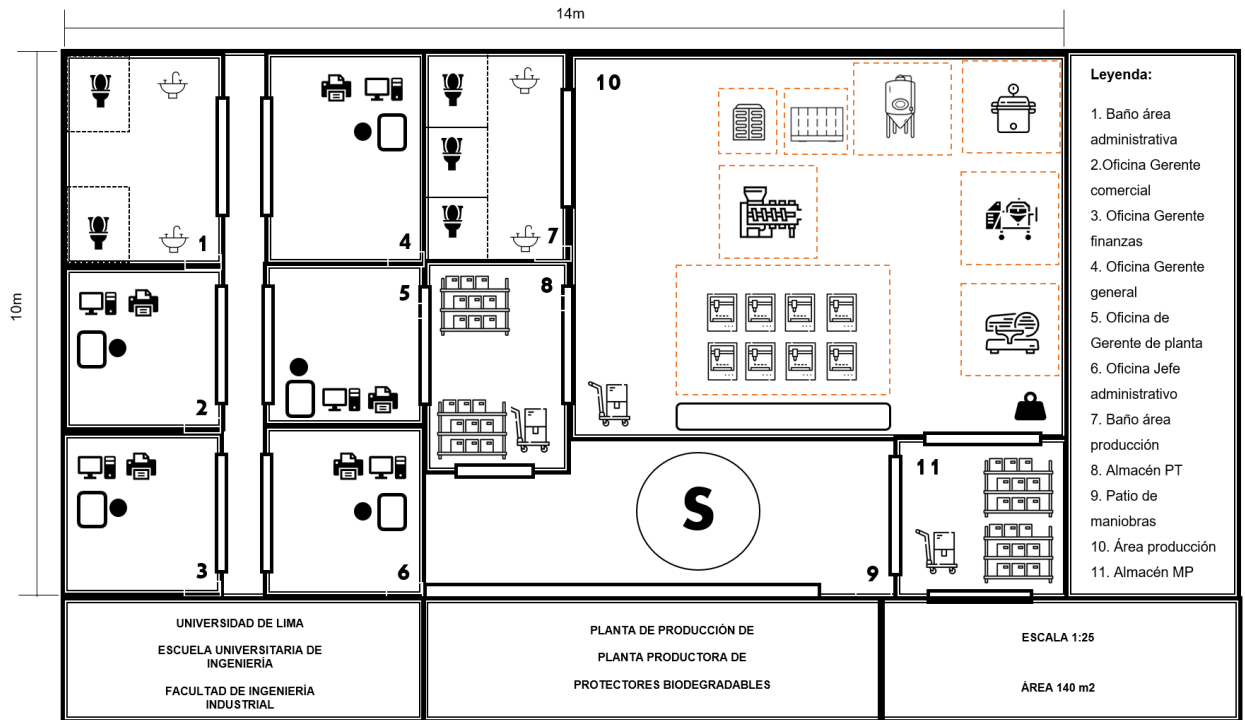 14m
10m
1
2
3
4
5
6
7
8
9
10
11
S
Leyenda:
1. Baño área
administrativa
2.Oficina Gerente
comercial
3. Oficina Gerente
finanzas
4. Oficina Gerente
general
5. Oficina de
Gerente de planta
6. Oficina Jefe
administrativo
7. Baño área
producción
8. Almacén PT
9. Patio de
maniobras
10. Área producción
11. Almacén MP
UNIVERSIDAD DE LIMA
ESCUELA UNIVERSITARIA DE
INGENIERÍA
FACULTAD DE INGENIERÍA
INDUSTRIAL
PLANTA DE PRODUCCIÓN DE
PLANTA PRODUCTORA DE
PROTECTORES BIODEGRADABLES
ESCALA 1:25
ÁREA 140 m2